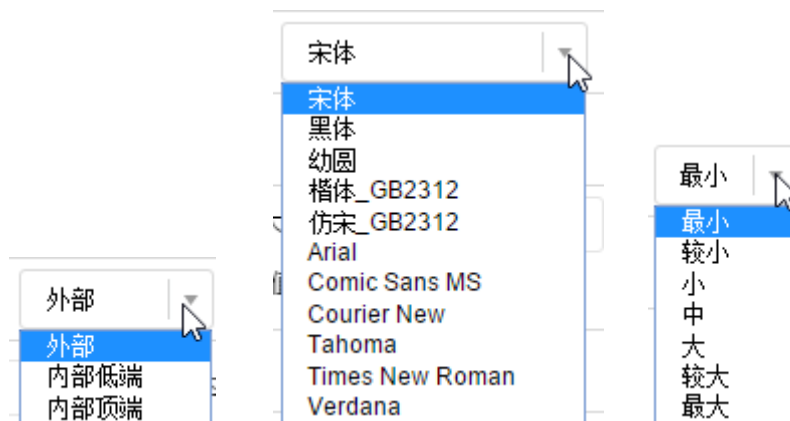 外部
外部
内部低端
内部顶端
宋体
宋体
黑体
幼圆
楷体_GB2312
仿宋_GB2312
Arial
Comic Sans MS
Courier New
Tahoma
Times New Roman
Verdana
最小
最小
较小
小
中
大
较大
最大